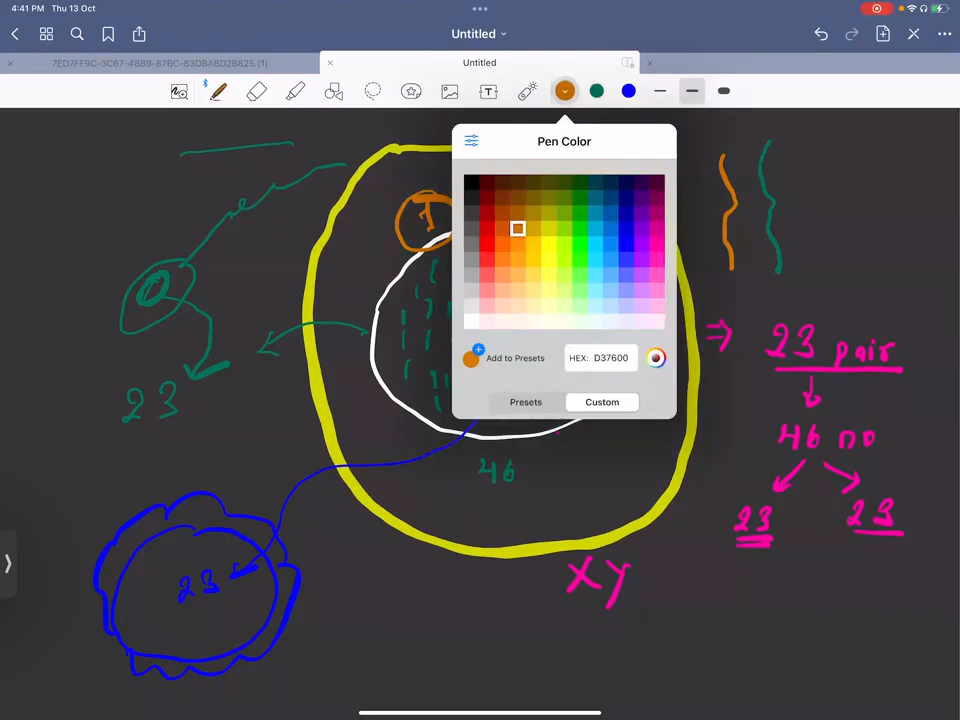 4:41 PM Thu 13 Oct
Untitled
7ED7FF9C-3C67-4BB9-87BC-83DBA8D2B825 (1)
Untitled
T
Pen Color
Add to Presets
HEX: D37600
Presets
Custom
23 pair
46 no
23
23
23
46
23
XY